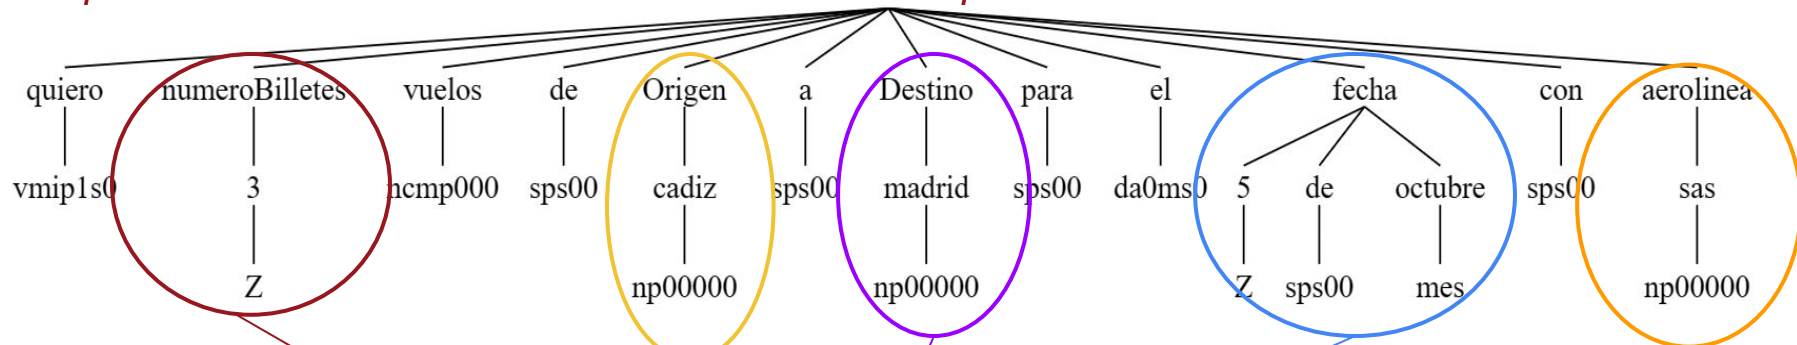 quiero numeroBilletes vuelos de Origen a Destino para el fecha con aerolinea
vmip1s0 3 ncmp000 sps00 cadiz sps00 madrid sps00 da0ms0 5 de octubre sps00 sas
Z np00000 np00000 Z sps00 mes np00000